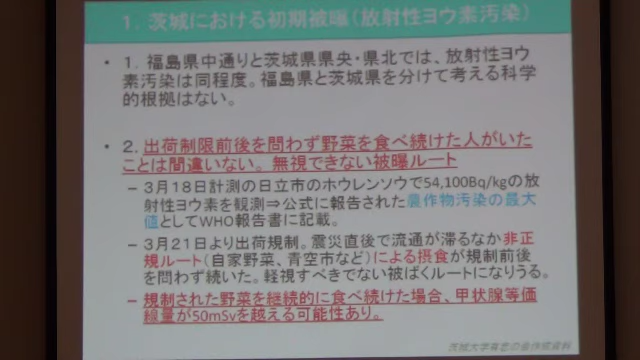 1. 茨城における初期被曝(放射性ヨウ素汚染)
• 1. 福島県中通りと茨城県県央・県北では、放射性ヨウ
素汚染は同程度。福島県と茨城県を分けて考える科学
的根拠はない。
• 2. 出荷制限前後を問わず野菜を食べ続けた人がいた
ことは間違いない。無視できない被曝ルート
– 3月18日計測の日立市のホウレンソウで54,100Bq/kgの放
射性ヨウ素を観測⇒公式に報告された農作物汚染の最大
値としてWHO報告書に記載。
– 3月21日より出荷規制。震災直後で流通が滞るなか非正
規ルート(自家野菜、青空市など)による摂食が規制前後
を問わず続いた。軽視すべきでない被ばくルートになりうる。
– 規制された野菜を継続的に食べ続けた場合、甲状腺等価
線量が50mSvを越える可能性あり。
茨城大学有志の会作成資料